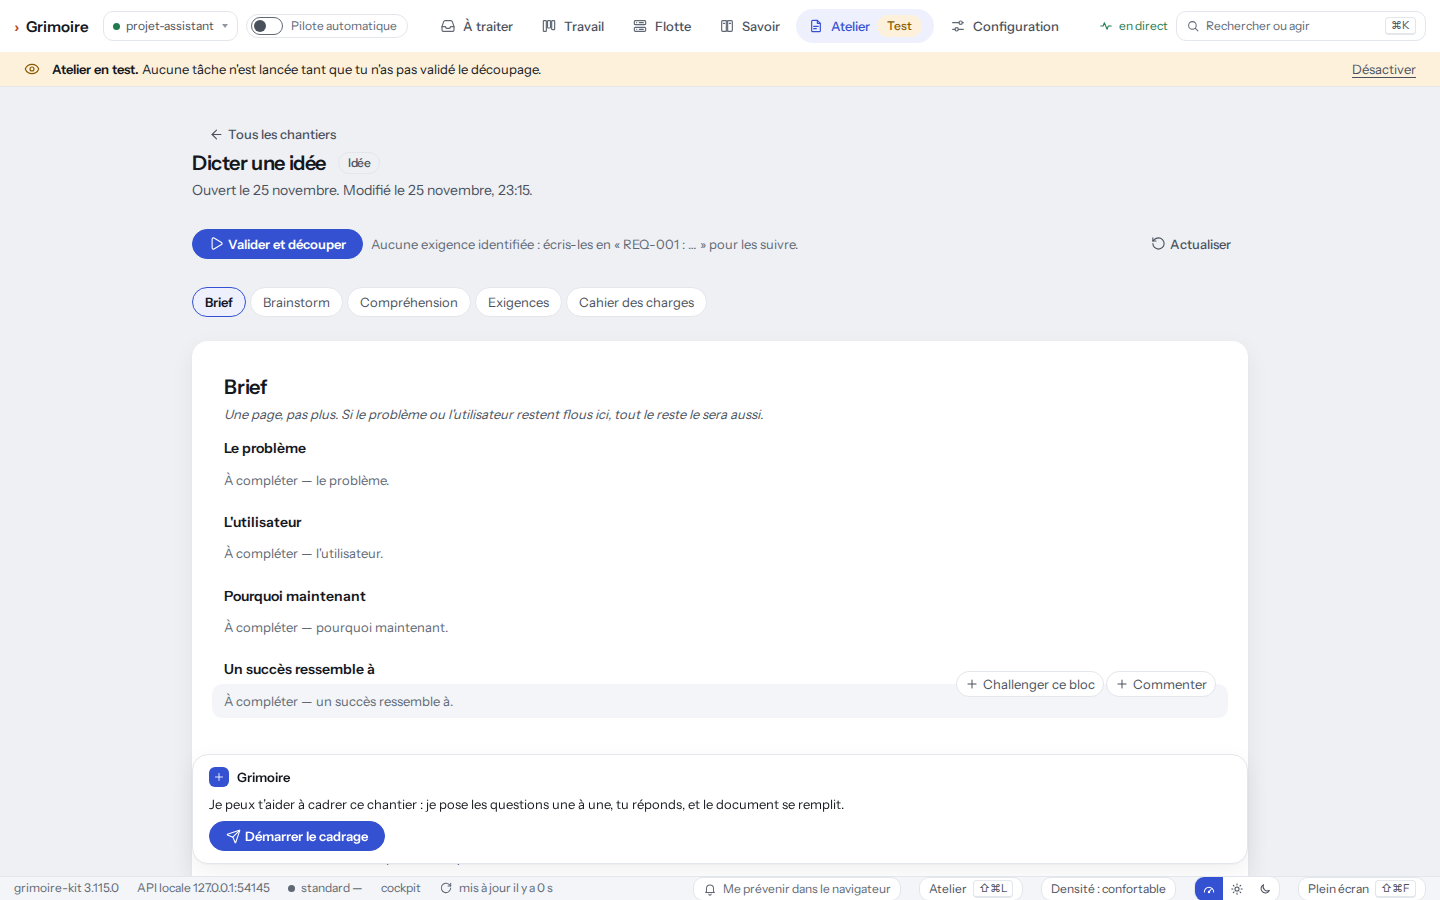 › Grimoire
projet-assistant
Pilote automatique
À traiter
Travail
Flotte
Savoir
Atelier Test
Configuration
en direct
Rechercher ou agir ⌘K
Atelier en test. Aucune tâche n'est lancée tant que tu n'as pas validé le découpage.
Désactiver
← Tous les chantiers
Dicter une idée Idée
Ouvert le 25 novembre. Modifié le 25 novembre, 23:15.
Valider et découper Aucune exigence identifiée : écris-les en « REQ-001 : … » pour les suivre.
Actualiser
Brief Brainstorm Compréhension Exigences Cahier des charges
Brief
Une page, pas plus. Si le problème ou l'utilisateur restent flous ici, tout le reste le sera aussi.
Le problème
À compléter — le problème.
L'utilisateur
À compléter — l'utilisateur.
Pourquoi maintenant
À compléter — pourquoi maintenant.
Un succès ressemble à
+ Challenger ce bloc + Commenter
À compléter — un succès ressemble à.
Grimoire
Je peux t'aider à cadrer ce chantier : je pose les questions une à une, tu réponds, et le document se remplit.
Démarrer le cadrage
grimoire-kit 3.115.0 API locale 127.0.0.1:54145 standard — cockpit mis à jour il y a 0 s Me prévenir dans le navigateur Atelier ⇧⌘L Densité : confortable Plein écran ⇧⌘F